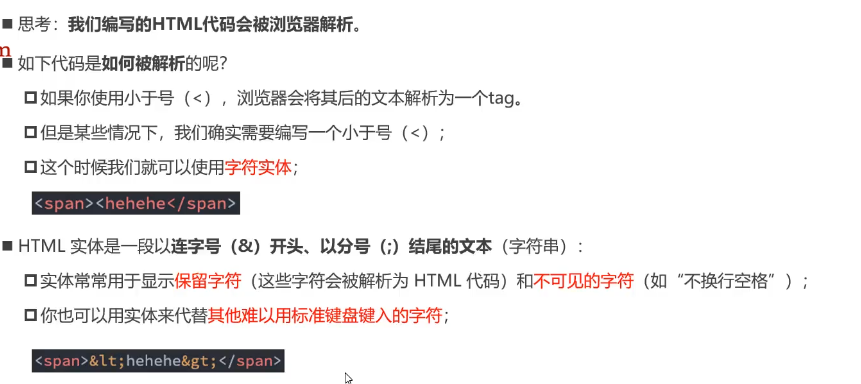 ■ 思考：我们编写的HTML代码会被浏览器解析。
m
■ 如下代码是如何被解析的呢？
如果你使用小于号（<），浏览器会将其后的文本解析为一个tag。
但是某些情况下，我们确实需要编写一个小于号（<）；
这个时候我们就可以使用字符实体；
<span><hehehe</span>
■ HTML 实体是一段以连字号（&）开头、以分号（;）结尾的文本（字符串）：
实体常常用于显示保留字符（这些字符会被解析为 HTML 代码）和不可见的字符（如“不换行空格”）；
你也可以用实体来代替其他难以用标准键盘键入的字符；
<span>&lt;hehehe&gt;</span>